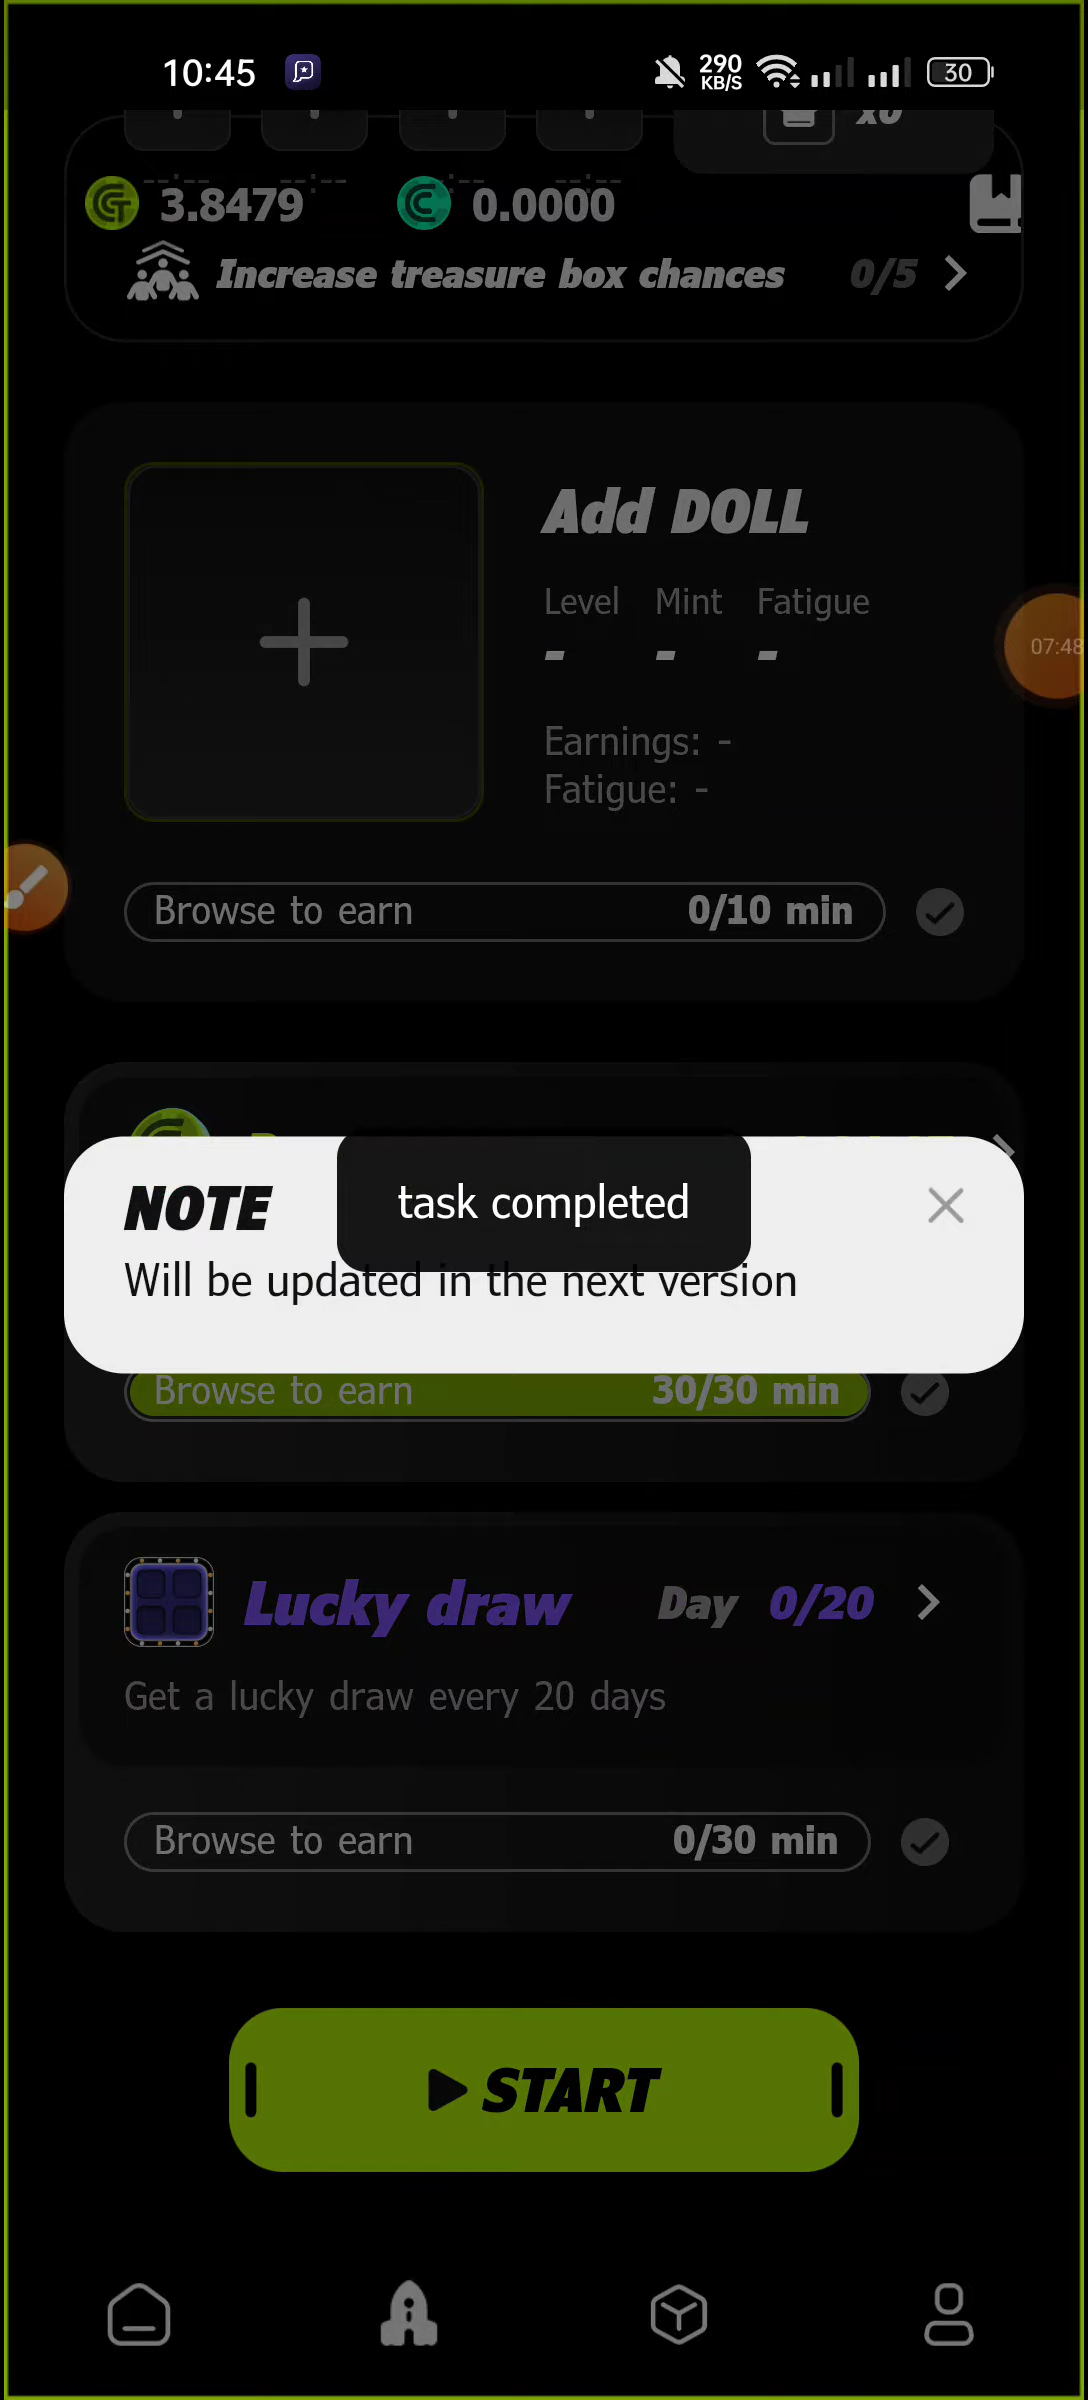 10:45 290 KB/S 30
x0
3.8479 0.0000
Increase treasure box chances 0/5
Add DOLL
Level Mint Fatigue
- - -
07:48
Earnings: -
Fatigue: -
Browse to earn 0/10 min
NOTE
task completed
Will be updated in the next version
Browse to earn 30/30 min
Lucky draw Day 0/20
Get a lucky draw every 20 days
Browse to earn 0/30 min
START